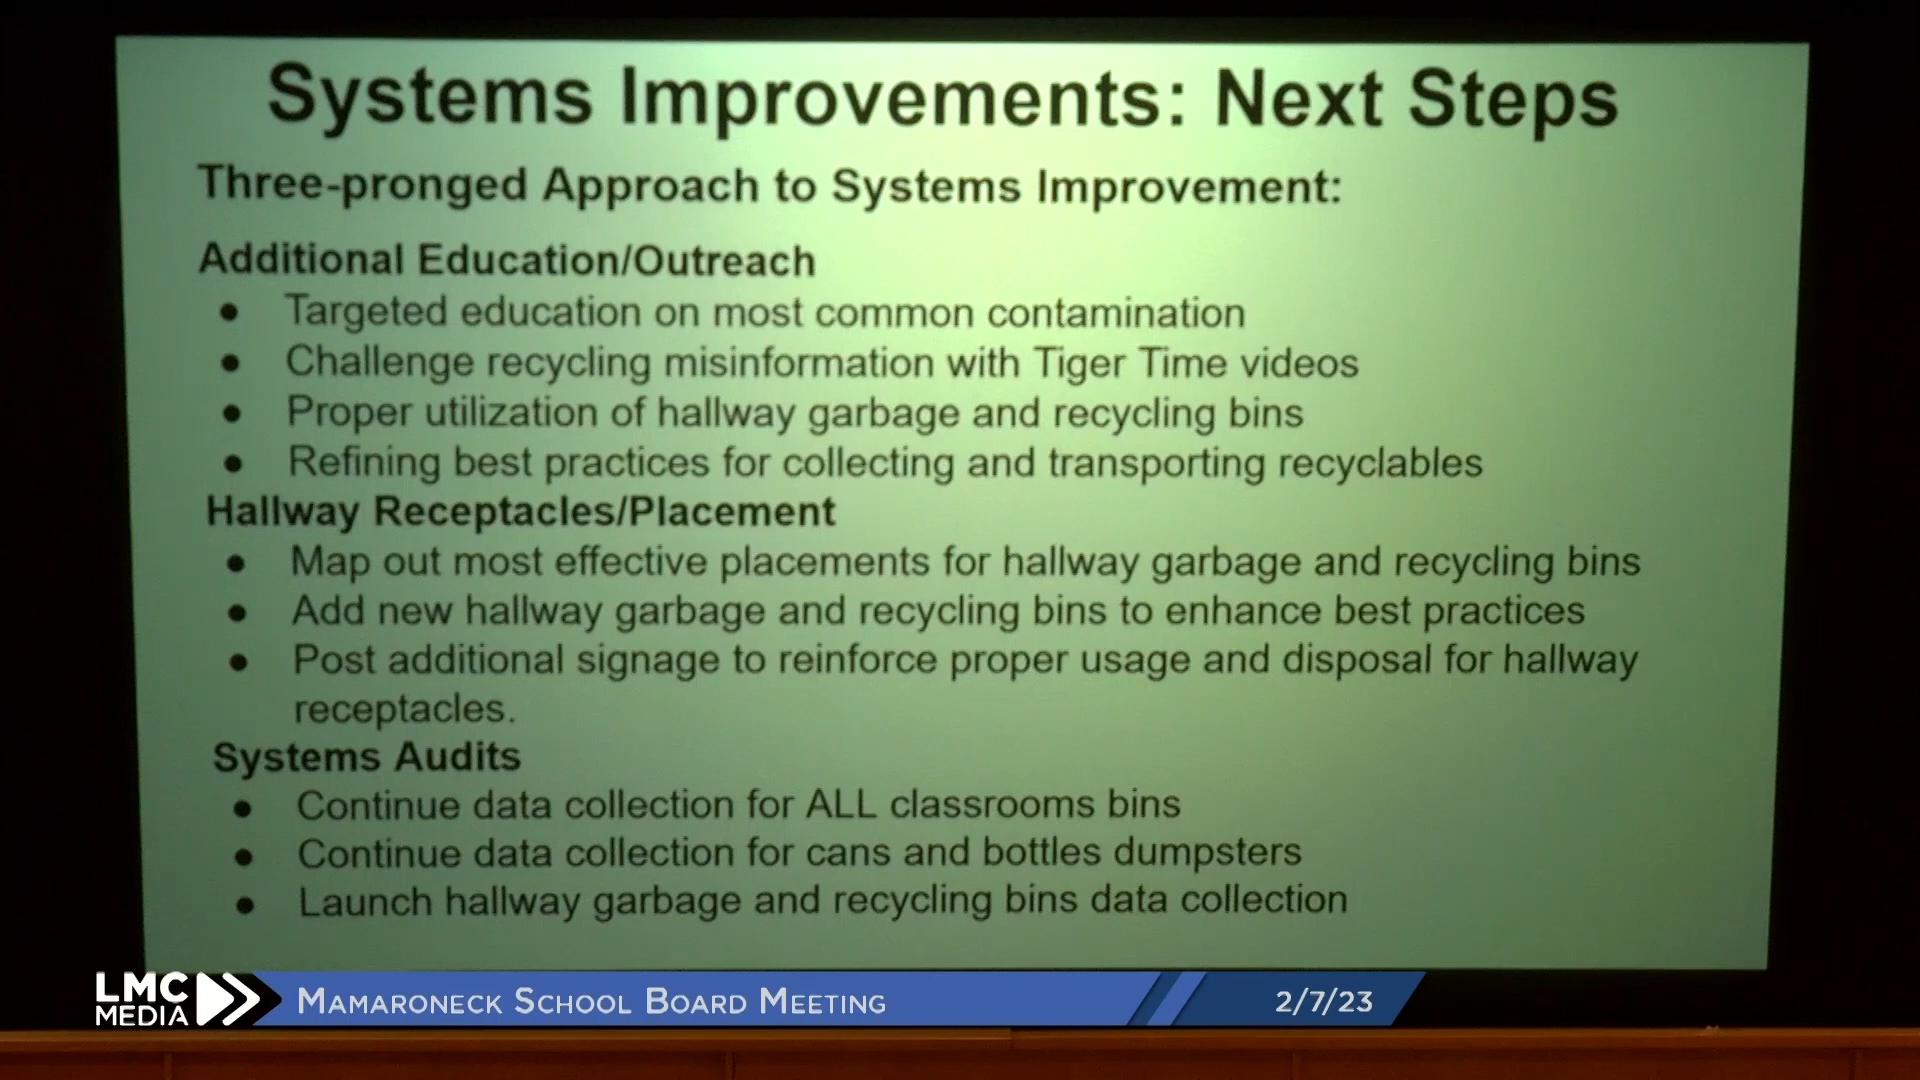 Systems Improvements: Next Steps
Three-pronged Approach to Systems Improvement:
Additional Education/Outreach
● Targeted education on most common contamination
● Challenge recycling misinformation with Tiger Time videos
● Proper utilization of hallway garbage and recycling bins
● Refining best practices for collecting and transporting recyclables
Hallway Receptacles/Placement
● Map out most effective placements for hallway garbage and recycling bins
● Add new hallway garbage and recycling bins to enhance best practices
● Post additional signage to reinforce proper usage and disposal for hallway
receptacles.
Systems Audits
● Continue data collection for ALL classrooms bins
● Continue data collection for cans and bottles dumpsters
● Launch hallway garbage and recycling bins data collection
LMC
MEDIA
Mamaroneck School Board Meeting
2/7/23